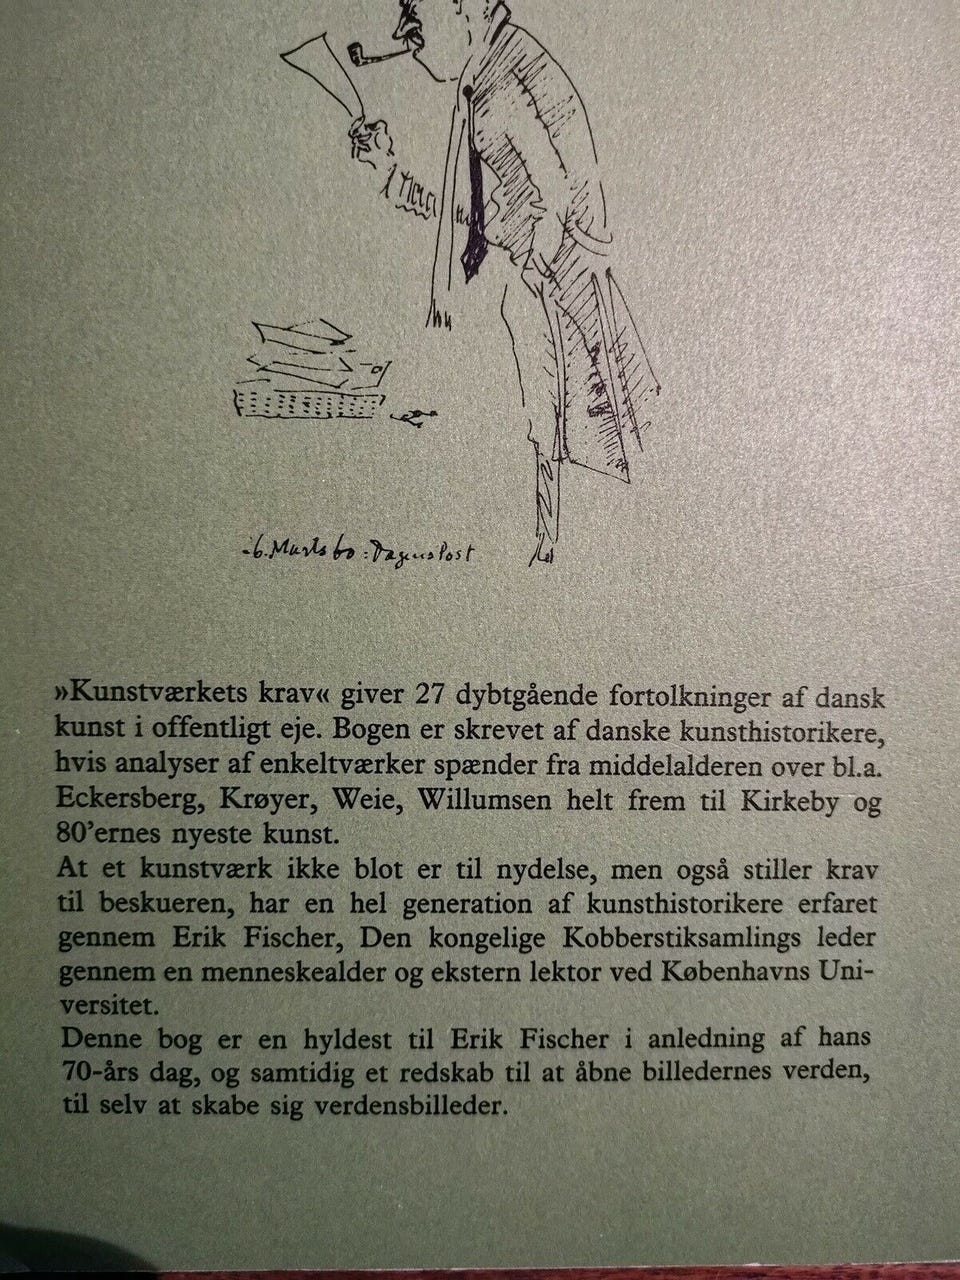 6. Marts 60: Dagens Post
»Kunstværkets krav« giver 27 dybtgående fortolkninger af dansk
kunst i offentligt eje. Bogen er skrevet af danske kunsthistorikere,
hvis analyser af enkeltværker spænder fra middelalderen over bl.a.
Eckersberg, Krøyer, Weie, Willumsen helt frem til Kirkeby og
80’ernes nyeste kunst.
At et kunstværk ikke blot er til nydelse, men også stiller krav
til beskueren, har en hel generation af kunsthistorikere erfaret
gennem Erik Fischer, Den kongelige Kobberstiksamlings leder
gennem en menneskealder og ekstern lektor ved Københavns Uni-
versitet.
Denne bog er en hyldest til Erik Fischer i anledning af hans
70-års dag, og samtidig et redskab til at åbne billedernes verden,
til selv at skabe sig verdensbilleder.